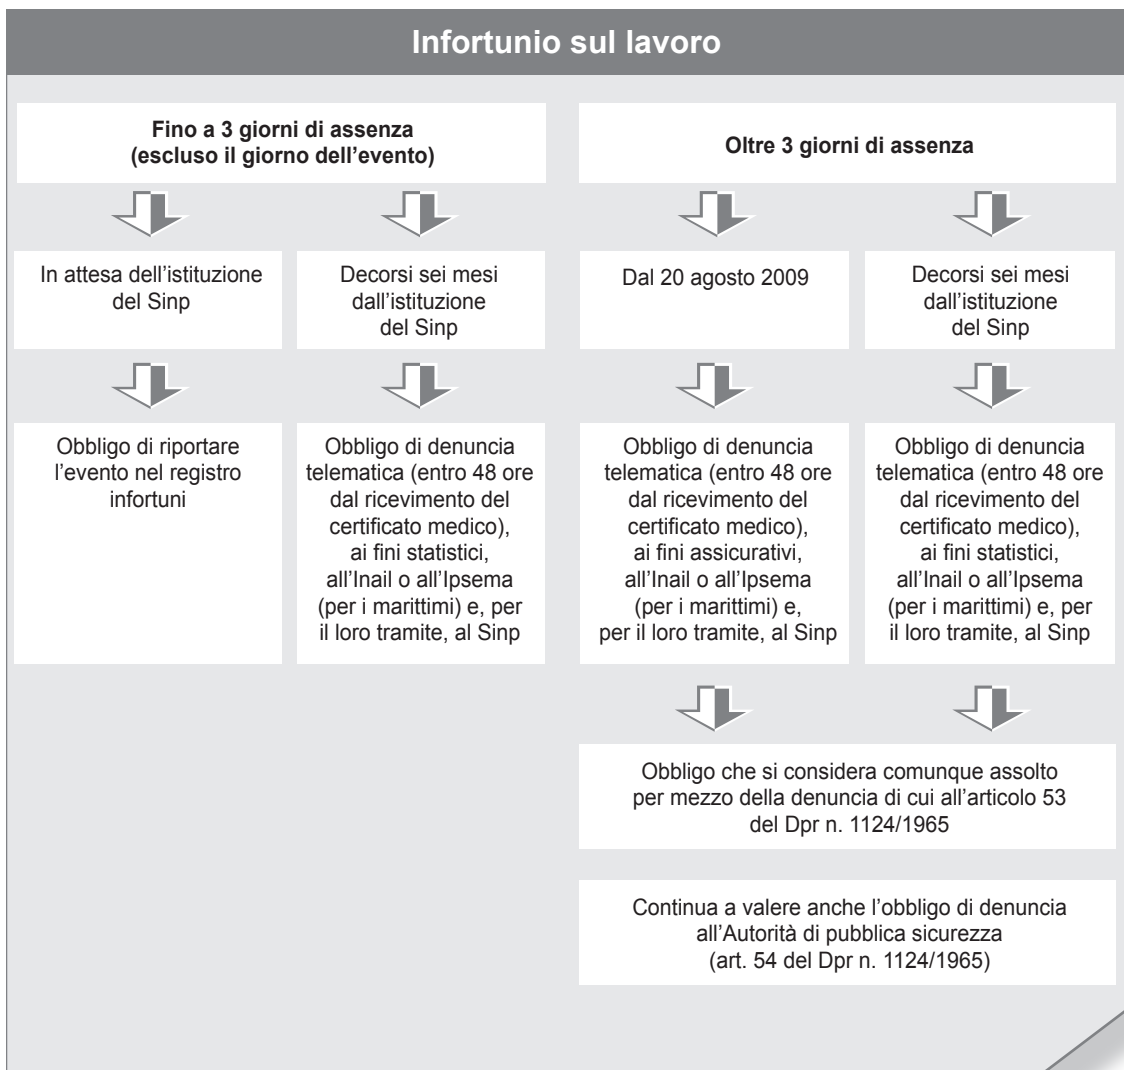 Infortunio sul lavoro
Fino a 3 giorni di assenza
(escluso il giorno dell’evento)
Oltre 3 giorni di assenza
In attesa dell’istituzione
del Sinp
Decorsi sei mesi
dall’istituzione
del Sinp
Dal 20 agosto 2009
Decorsi sei mesi
dall’istituzione
del Sinp
Obbligo di riportare
l’evento nel registro
infortuni
Obbligo di denuncia
telematica (entro 48 ore
dal ricevimento del
certificato medico),
ai fini statistici,
all’Inail o all’Ipsema
(per i marittimi) e, per
il loro tramite, al Sinp
Obbligo di denuncia
telematica (entro 48 ore
dal ricevimento del
certificato medico),
ai fini assicurativi,
all’Inail o all’Ipsema
(per i marittimi) e,
per il loro tramite, al Sinp
Obbligo di denuncia
telematica (entro 48 ore
dal ricevimento del
certificato medico),
ai fini statistici,
all’Inail o all’Ipsema
(per i marittimi) e, per
il loro tramite, al Sinp
Obbligo che si considera comunque assolto
per mezzo della denuncia di cui all’articolo 53
del Dpr n. 1124/1965
Continua a valere anche l’obbligo di denuncia
all’Autorità di pubblica sicurezza
(art. 54 del Dpr n. 1124/1965)